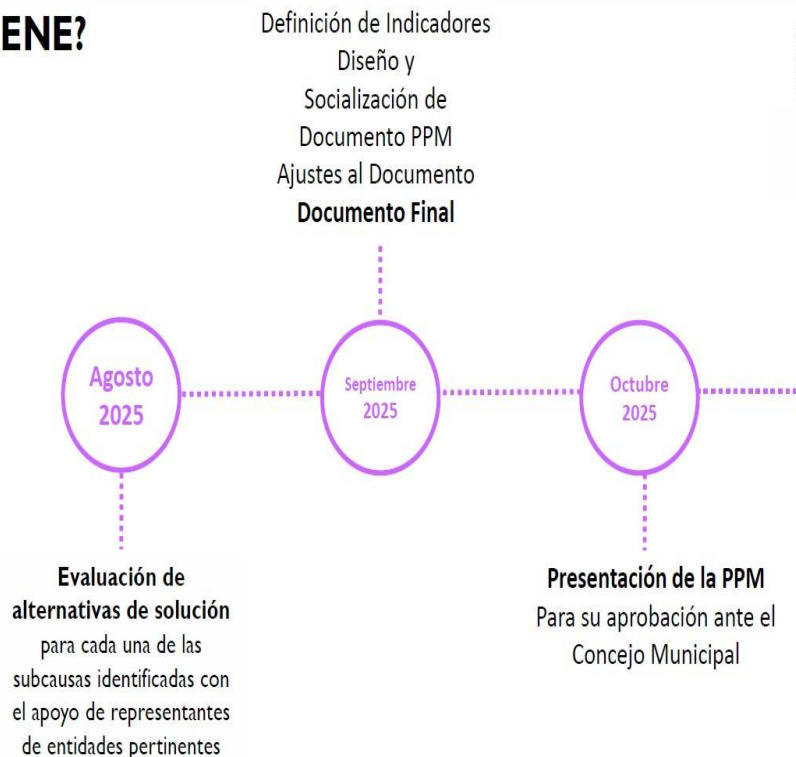 ENE?
Definición de Indicadores
Diseño y
Socialización de
Documento PPM
Ajustes al Documento
Documento Final
Agosto
2025
Septiembre
2025
Octubre
2025
Evaluación de
alternativas de solución
para cada una de las
subcausas identificadas con
el apoyo de representantes
de entidades pertinentes
Presentación de la PPM
Para su aprobación ante el
Concejo Municipal